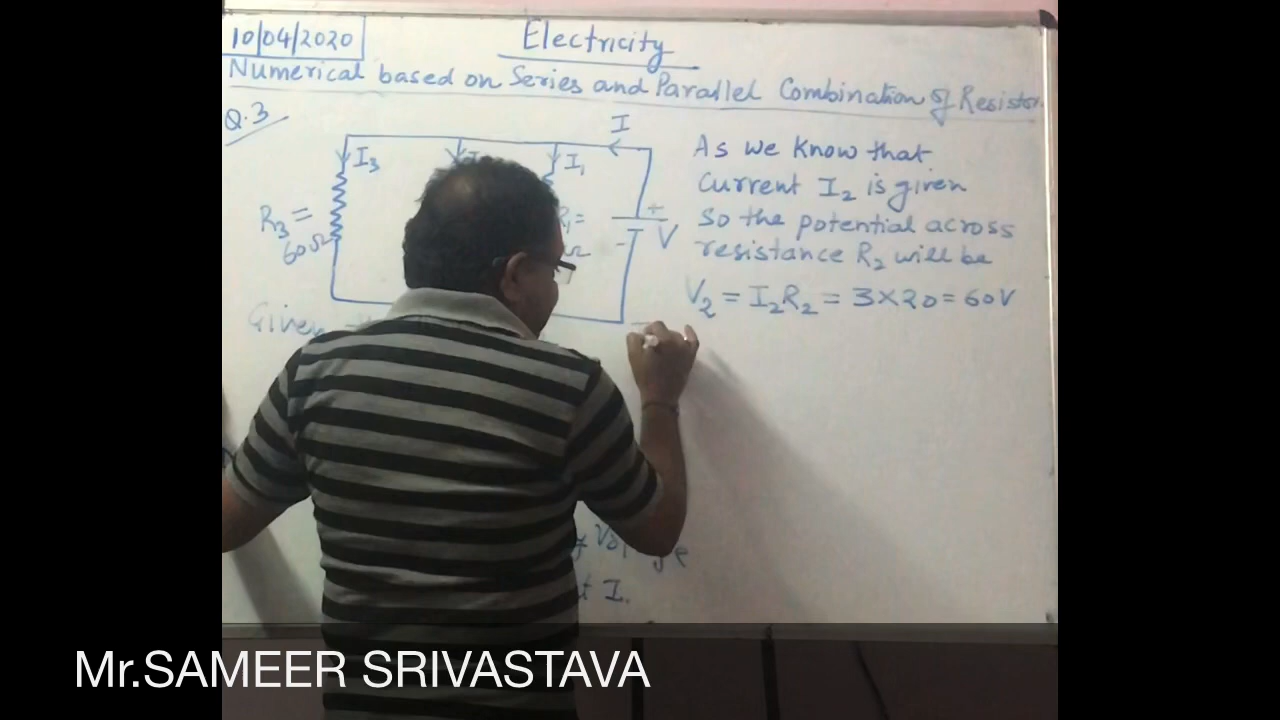 10/04/2020
Electricity
Numerical based on Series and Parallel Combination of Resistor.
Q.3
I
I3
I1
R3 =
60Ω
R1=
Ω
+
-
V
Given
As we know that
Current I2 is given
So the potential across
resistance R2 will be
V2 = I2R2 = 3×20 = 60V
I.
Mr.SAMEER SRIVASTAVA